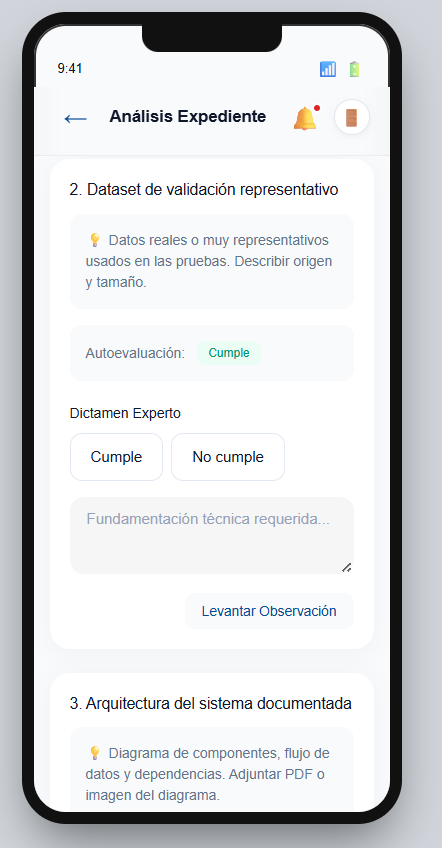 9:41
Análisis Expediente
2. Dataset de validación representativo
Datos reales o muy representativos
usados en las pruebas. Describir origen
y tamaño.
Autoevaluación: Cumple
Dictamen Experto
Cumple No cumple
Fundamentación técnica requerida...
Levantar Observación
3. Arquitectura del sistema documentada
Diagrama de componentes, flujo de
datos y dependencias. Adjuntar PDF o
imagen del diagrama.